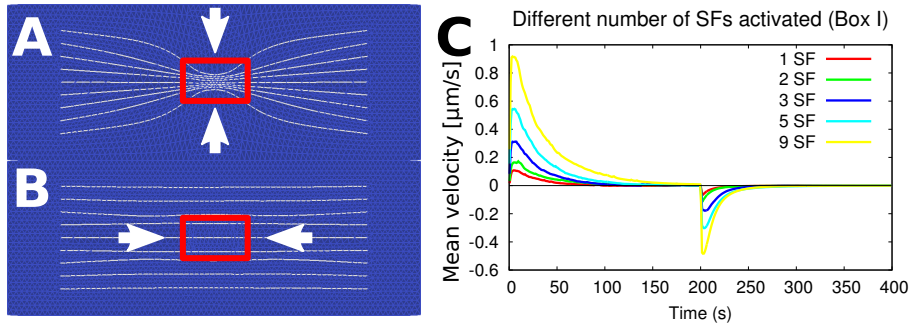 A
B
C
Different number of SFs activated (Box I)
Mean velocity [µm/s]
1
0.8
0.6
0.4
0.2
0
-0.2
-0.4
-0.6
1 SF
2 SF
3 SF
5 SF
9 SF
0 50 100 150 200 250 300 350 400
Time (s)